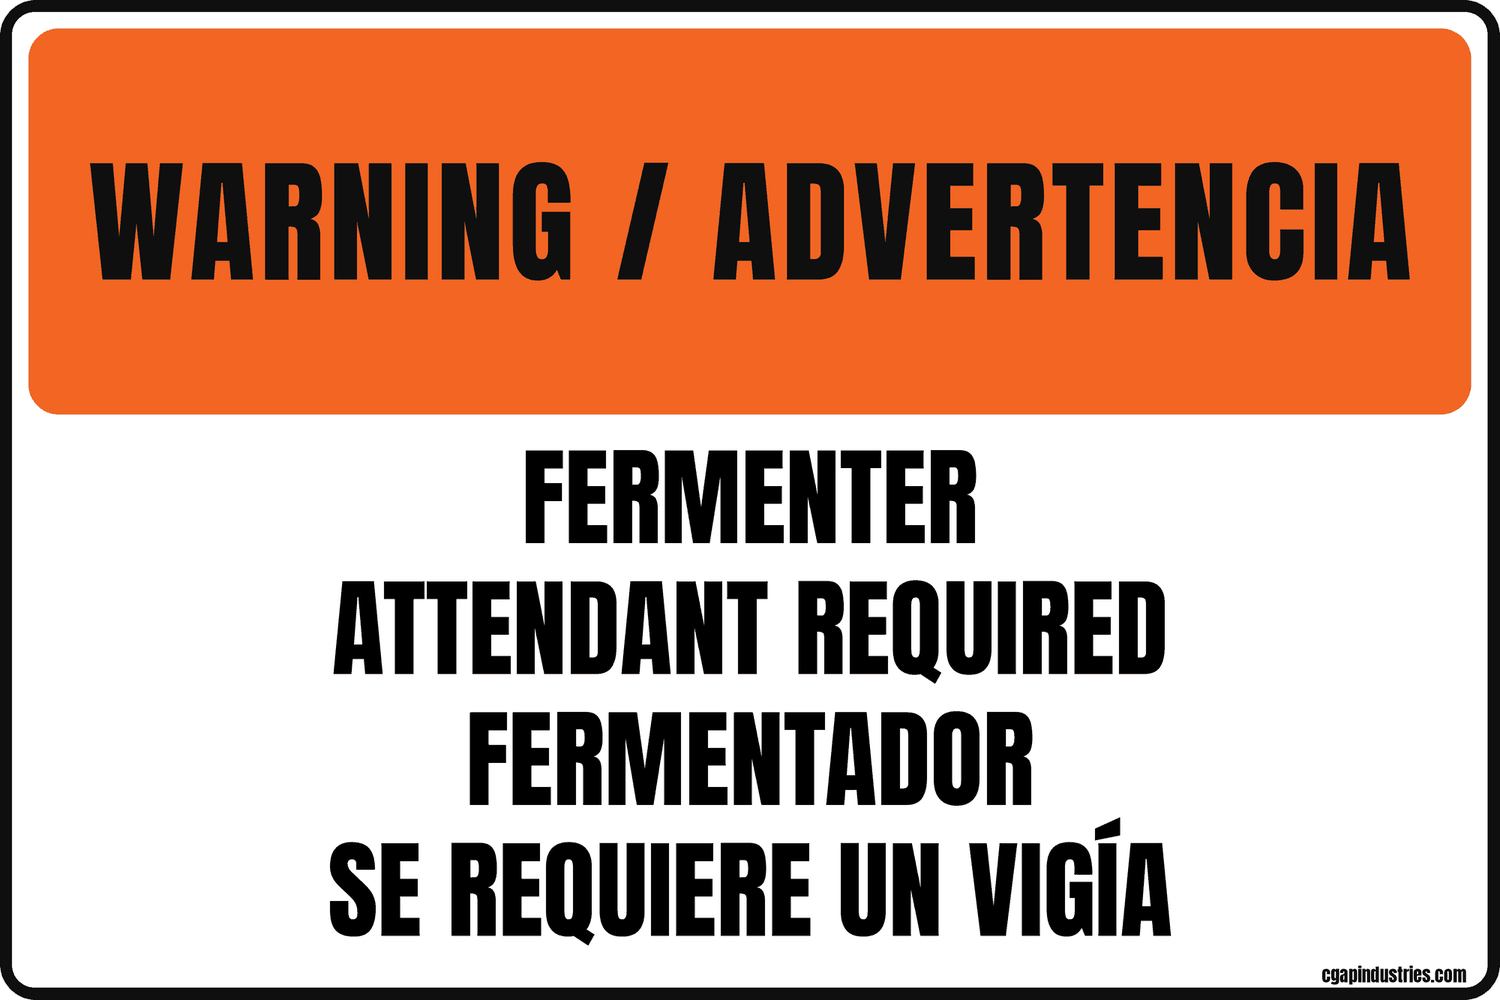 WARNING / ADVERTENCIA
FERMENTER
ATTENDANT REQUIRED
FERMENTADOR
SE REQUIERE UN VIGÍA
cgapindustries.com